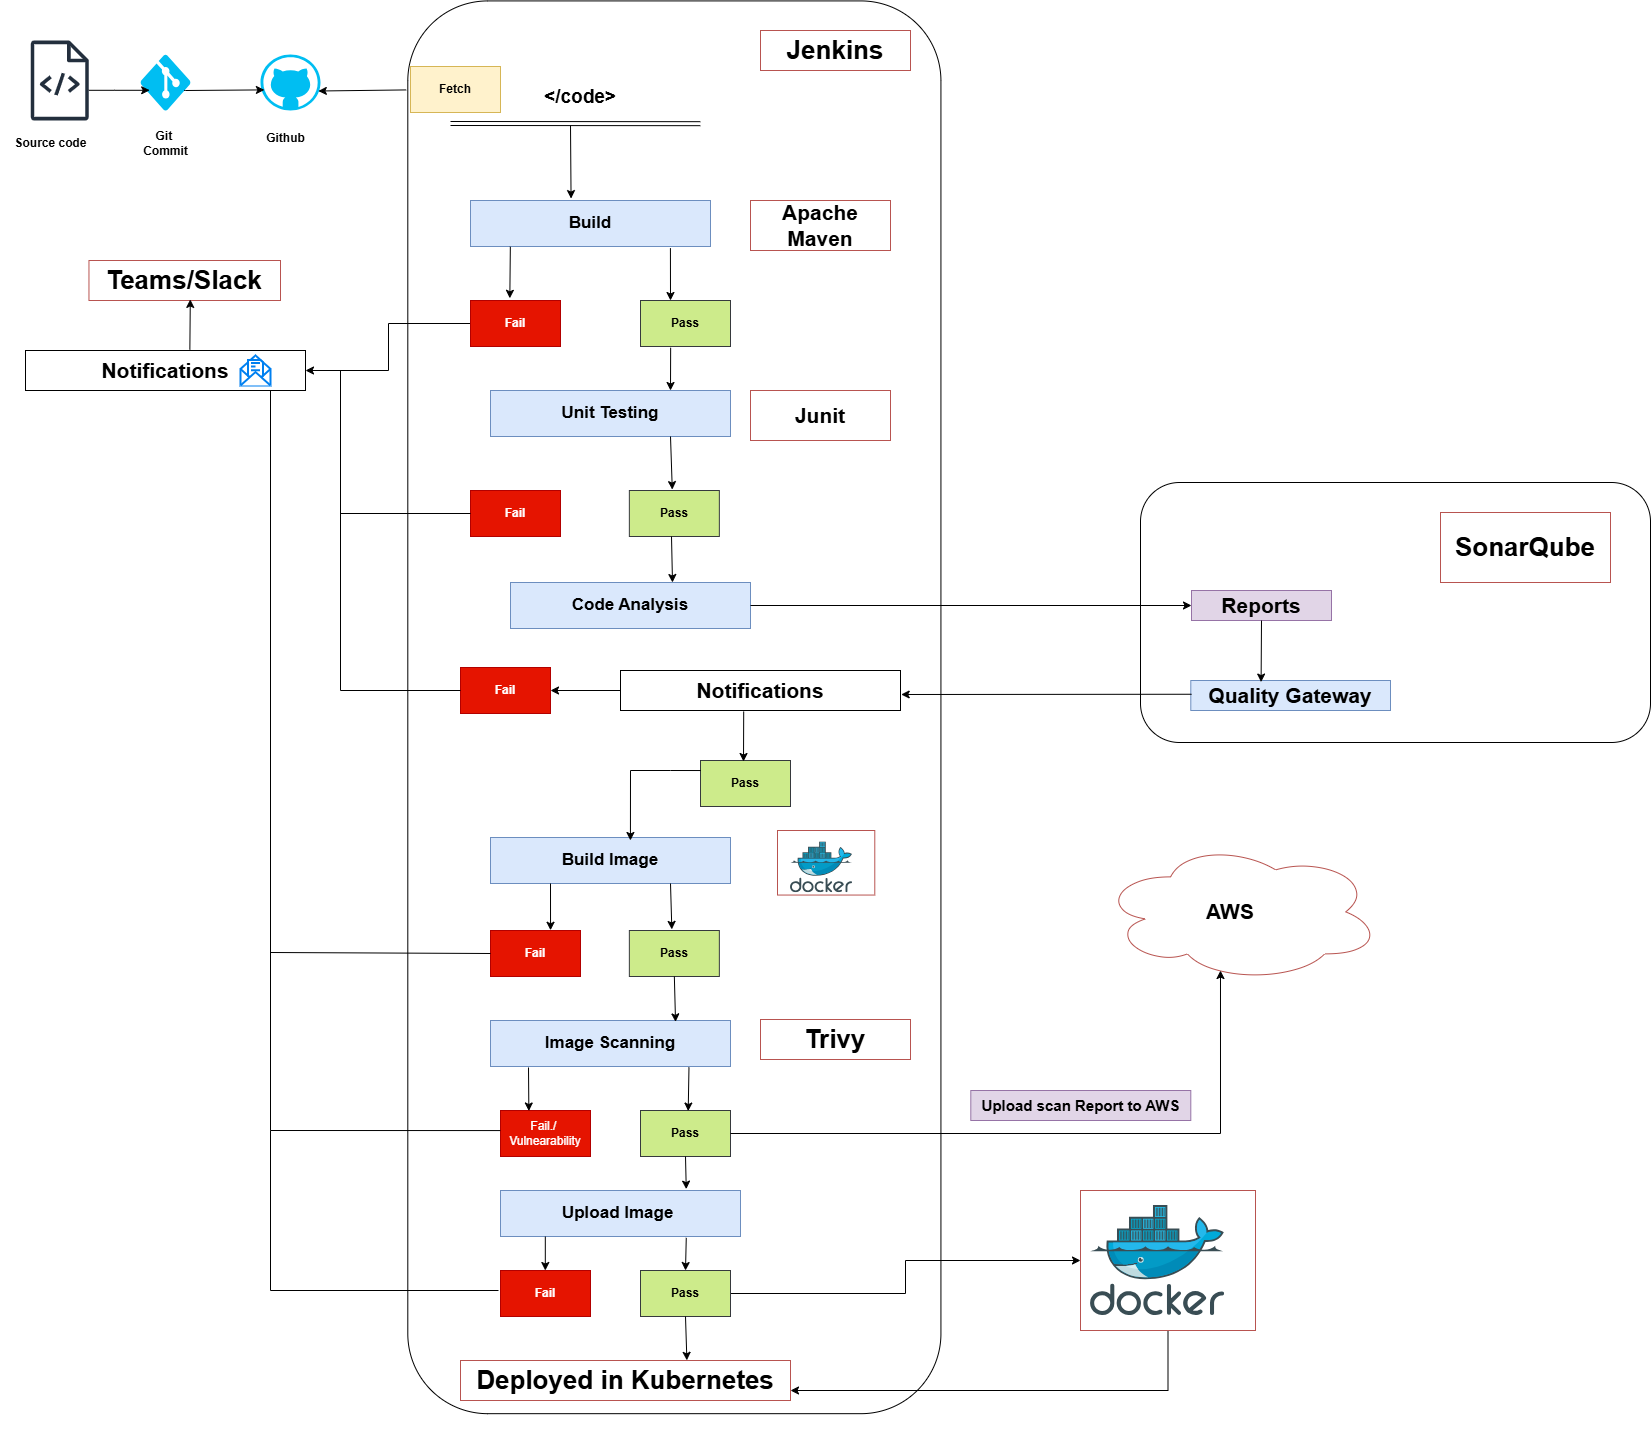 Jenkins
Fetch
</code>
</>
Source code
Git
Commit
Github
Build
Apache
Maven
Teams/Slack
Fail
Pass
Notifications
Unit Testing
Junit
Fail
Pass
SonarQube
Code Analysis
Reports
Fail
Notifications
Quality Gateway
Pass
Build Image
docker
AWS
Fail
Pass
Image Scanning
Trivy
Upload scan Report to AWS
Fail./
Vulnearability
Pass
Upload Image
docker
Fail
Pass
Deployed in Kubernetes